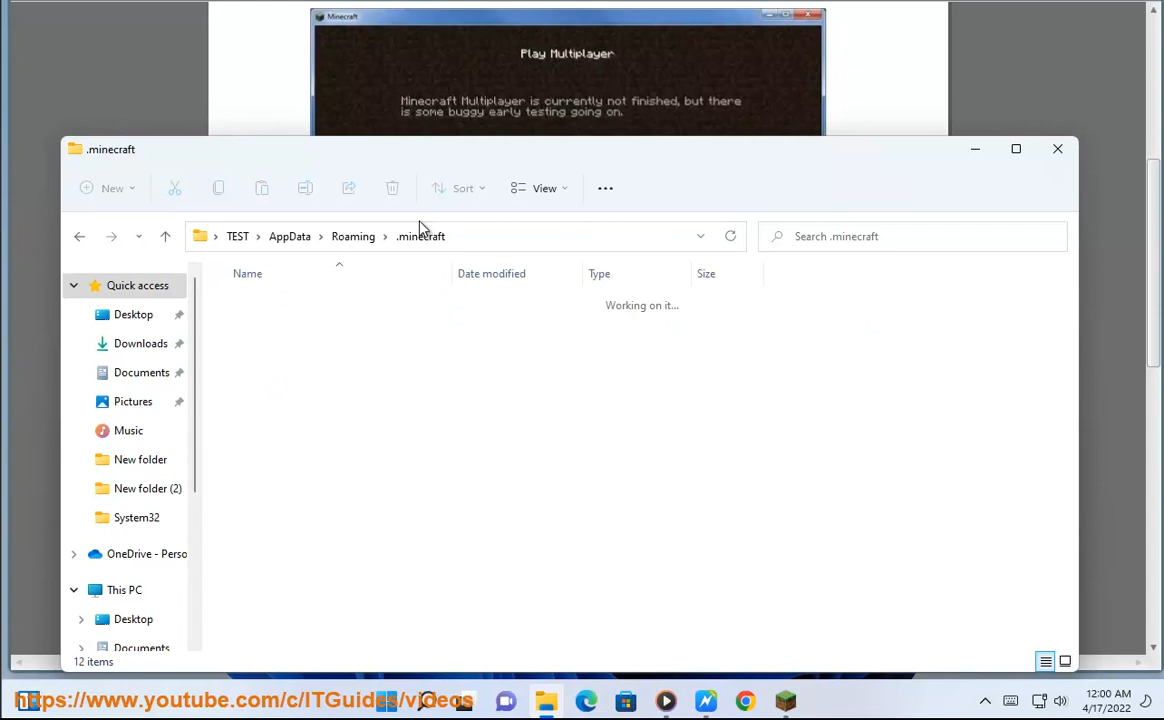 Minecraft
Play Multiplayer
Minecraft Multiplayer is currently not finished, but there
is some buggy early testing going on.
.minecraft
New
Sort
View
TEST > AppData > Roaming > .minecraft
Search .minecraft
Name
Date modified
Type
Size
Working on it...
Quick access
Desktop
Downloads
Documents
Pictures
Music
New folder
New folder (2)
System32
OneDrive - Perso
This PC
Desktop
Documents
12 items
https://www.youtube.com/c/ITGuides/videos
12:00 AM
4/17/2022